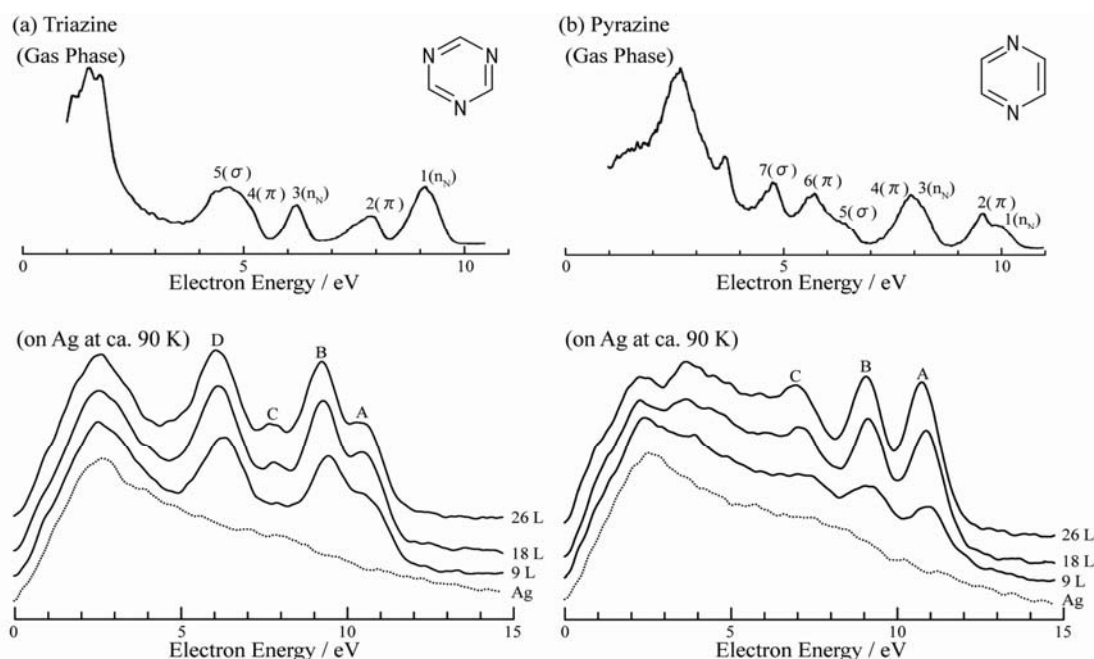 (a) Triazine
(Gas Phase)
N N
N
5(σ)
4(π)
3(nN)
2(π)
1(nN)
0 5 10
Electron Energy / eV
(on Ag at ca. 90 K)
D
C
B
A
26 L
18 L
9 L
Ag
0 5 10 15
Electron Energy / eV
(b) Pyrazine
(Gas Phase)
N
N
7(σ)
6(π)
5(σ)
4(π)
3(nN)
2(π)
1(nN)
0 5 10
Electron Energy / eV
(on Ag at ca. 90 K)
C
B
A
26 L
18 L
9 L
Ag
0 5 10 15
Electron Energy / eV